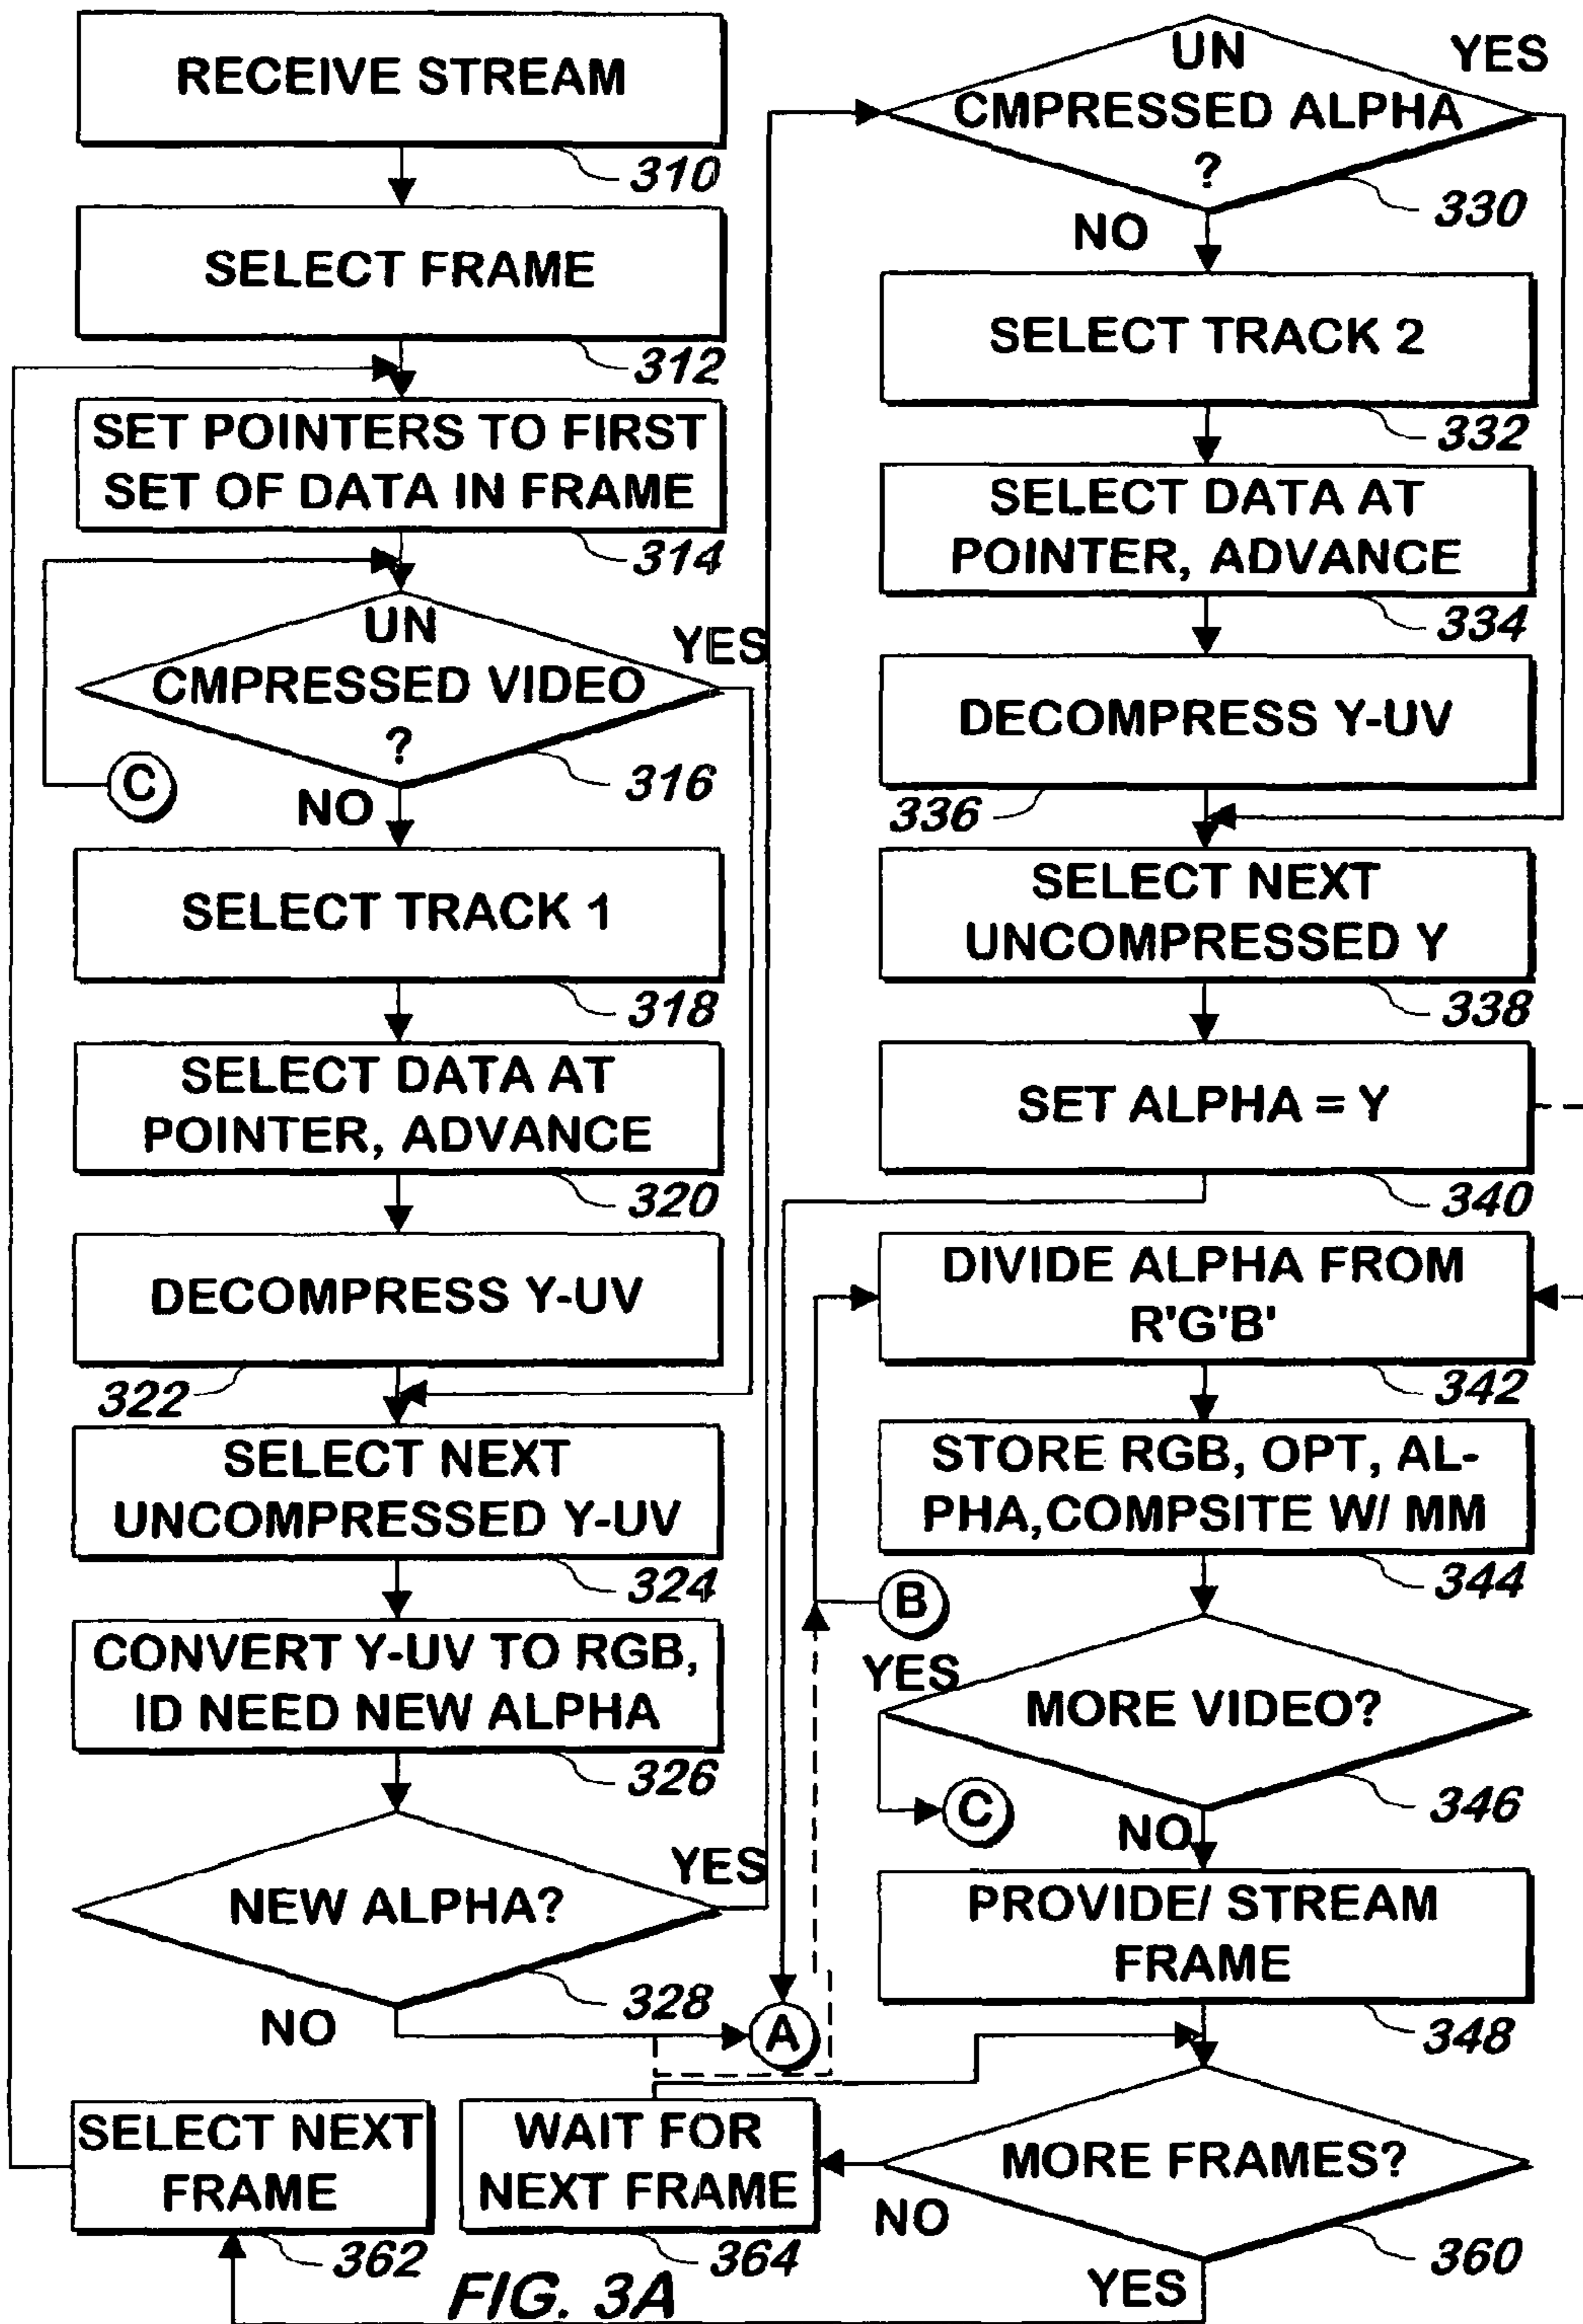 RECEIVE STREAM
310
SELECT FRAME
312
SET POINTERS TO FIRST
SET OF DATA IN FRAME
314
UN
CMPRESSED VIDEO
?
YES
316
C
NO
SELECT TRACK 1
318
SELECT DATA AT
POINTER, ADVANCE
320
DECOMPRESS Y-UV
322
SELECT NEXT
UNCOMPRESSED Y-UV
324
CONVERT Y-UV TO RGB,
ID NEED NEW ALPHA
326
NEW ALPHA?
YES
328
NO
A
UN
CMPRESSED ALPHA
?
YES
330
NO
SELECT TRACK 2
332
SELECT DATA AT
POINTER, ADVANCE
334
DECOMPRESS Y-UV
336
SELECT NEXT
UNCOMPRESSED Y
338
SET ALPHA = Y
340
DIVIDE ALPHA FROM
R'G'B'
342
STORE RGB, OPT, AL-
PHA,COMPSITE W/ MM
344
B
YES
MORE VIDEO?
346
C
NO
PROVIDE/ STREAM
FRAME
348
MORE FRAMES?
360
NO
YES
WAIT FOR
NEXT FRAME
364
SELECT NEXT
FRAME
362
FIG. 3A